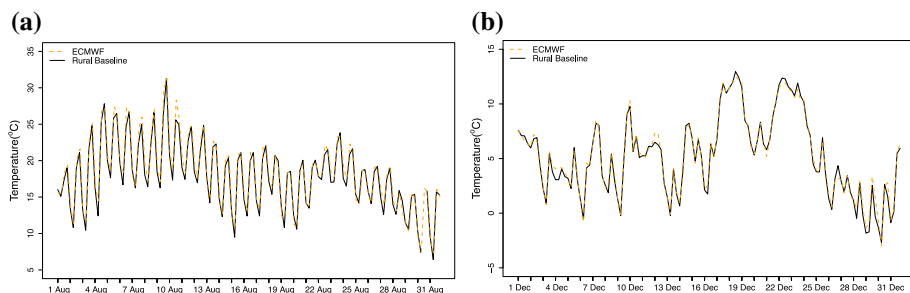 (a)
Temperature(°C)
35
30
25
20
15
10
5
ECMWF
Rural Baseline
1 Aug 4 Aug 7 Aug 10 Aug 13 Aug 16 Aug 19 Aug 22 Aug 25 Aug 28 Aug 31 Aug
(b)
Temperature(°C)
15
10
5
0
−5
ECMWF
Rural Baseline
1 Dec 4 Dec 7 Dec 10 Dec 13 Dec 16 Dec 19 Dec 22 Dec 25 Dec 28 Dec 31 Dec